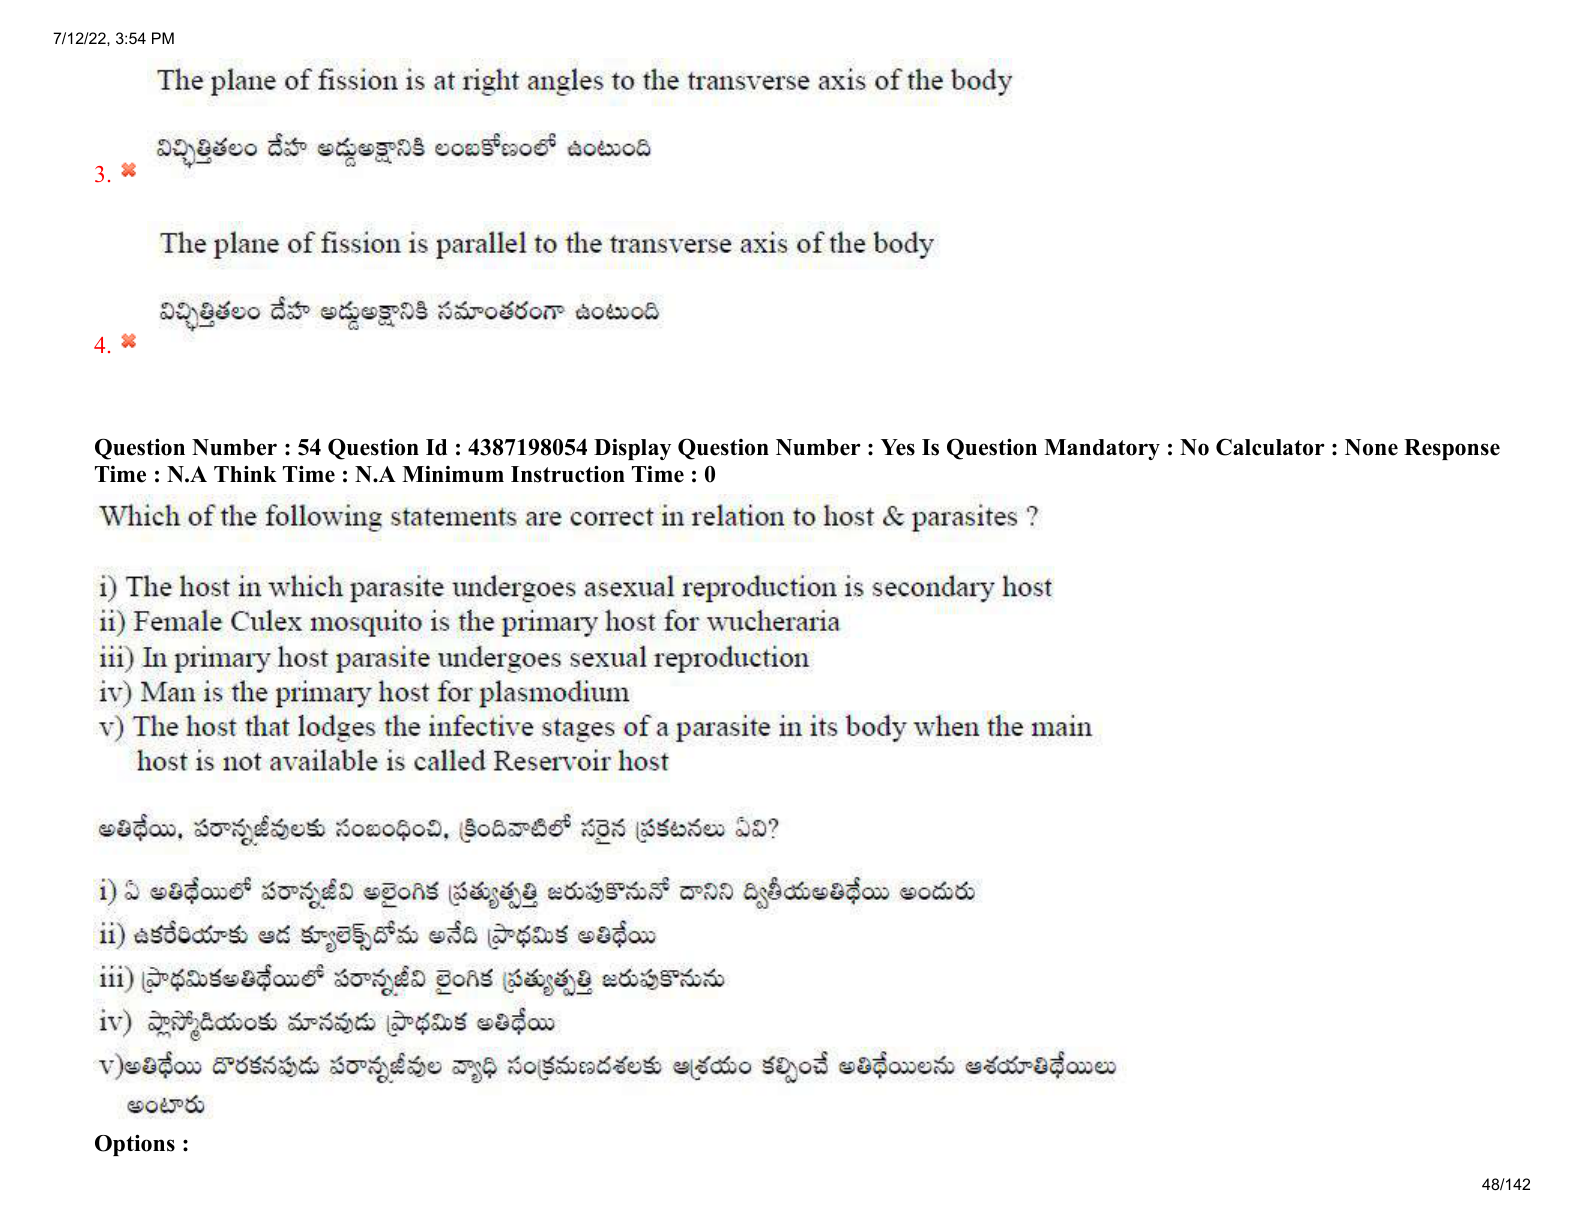 7/12/22, 3:54 PM
The plane of fission is at right angles to the transverse axis of the body
విచ్ఛిత్తితలం దేహ అడ్డుఅక్షానికి లంబకోణంలో ఉంటుంది
3.
The plane of fission is parallel to the transverse axis of the body
విచ్ఛిత్తితలం దేహ అడ్డుఅక్షానికి సమాంతరంగా ఉంటుంది
4.
Question Number : 54 Question Id : 4387198054 Display Question Number : Yes Is Question Mandatory : No Calculator : None Response
Time : N.A Think Time : N.A Minimum Instruction Time : 0
Which of the following statements are correct in relation to host & parasites ?
i) The host in which parasite undergoes asexual reproduction is secondary host
ii) Female Culex mosquito is the primary host for wucheraria
iii) In primary host parasite undergoes sexual reproduction
iv) Man is the primary host for plasmodium
v) The host that lodges the infective stages of a parasite in its body when the main
host is not available is called Reservoir host
అతిథేయి, పరాన్నజీవులకు సంబంధించి, క్రిందివాటిలో సరైన ప్రకటనలు ఏవి?
i) ఏ అతిథేయిలో పరాన్నజీవి అలైంగిక ప్రత్యుత్పత్తి జరుపుకొనునో దానిని ద్వితీయఅతిథేయి అందురు
ii) ఉకరేరియాకు ఆడ క్యూలెక్స్‌దోమ అనేది ప్రాథమిక అతిథేయి
iii) ప్రాథమికఅతిథేయిలో పరాన్నజీవి లైంగిక ప్రత్యుత్పత్తి జరుపుకొనును
iv) ప్లాస్మోడియంకు మానవుడు ప్రాథమిక అతిథేయి
v)అతిథేయి దొరకనపుడు పరాన్నజీవుల వ్యాధి సంక్రమణదశలకు ఆశ్రయం కల్పించే అతిథేయిలను ఆశయాతిథేయిలు
అంటారు
Options :
48/142